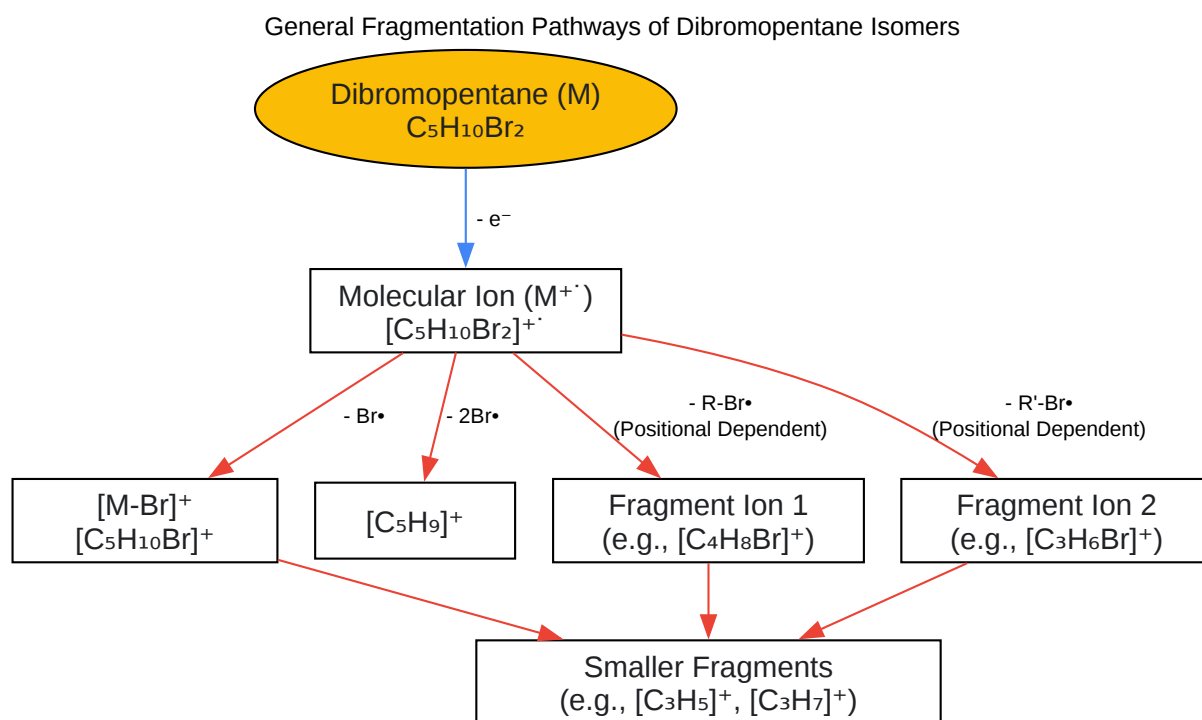 General Fragmentation Pathways of Dibromopentane Isomers
Dibromopentane (M)
C₅H₁₀Br₂
- e⁻
Molecular Ion (M⁺˙)
[C₅H₁₀Br₂]⁺˙
- Br•
- 2Br•
- R-Br•
(Positional Dependent)
- R'-Br•
(Positional Dependent)
[M-Br]⁺
[C₅H₁₀Br]⁺
[C₅H₉]⁺
Fragment Ion 1
(e.g., [C₄H₈Br]⁺)
Fragment Ion 2
(e.g., [C₃H₆Br]⁺)
Smaller Fragments
(e.g., [C₃H₅]⁺, [C₃H₇]⁺)